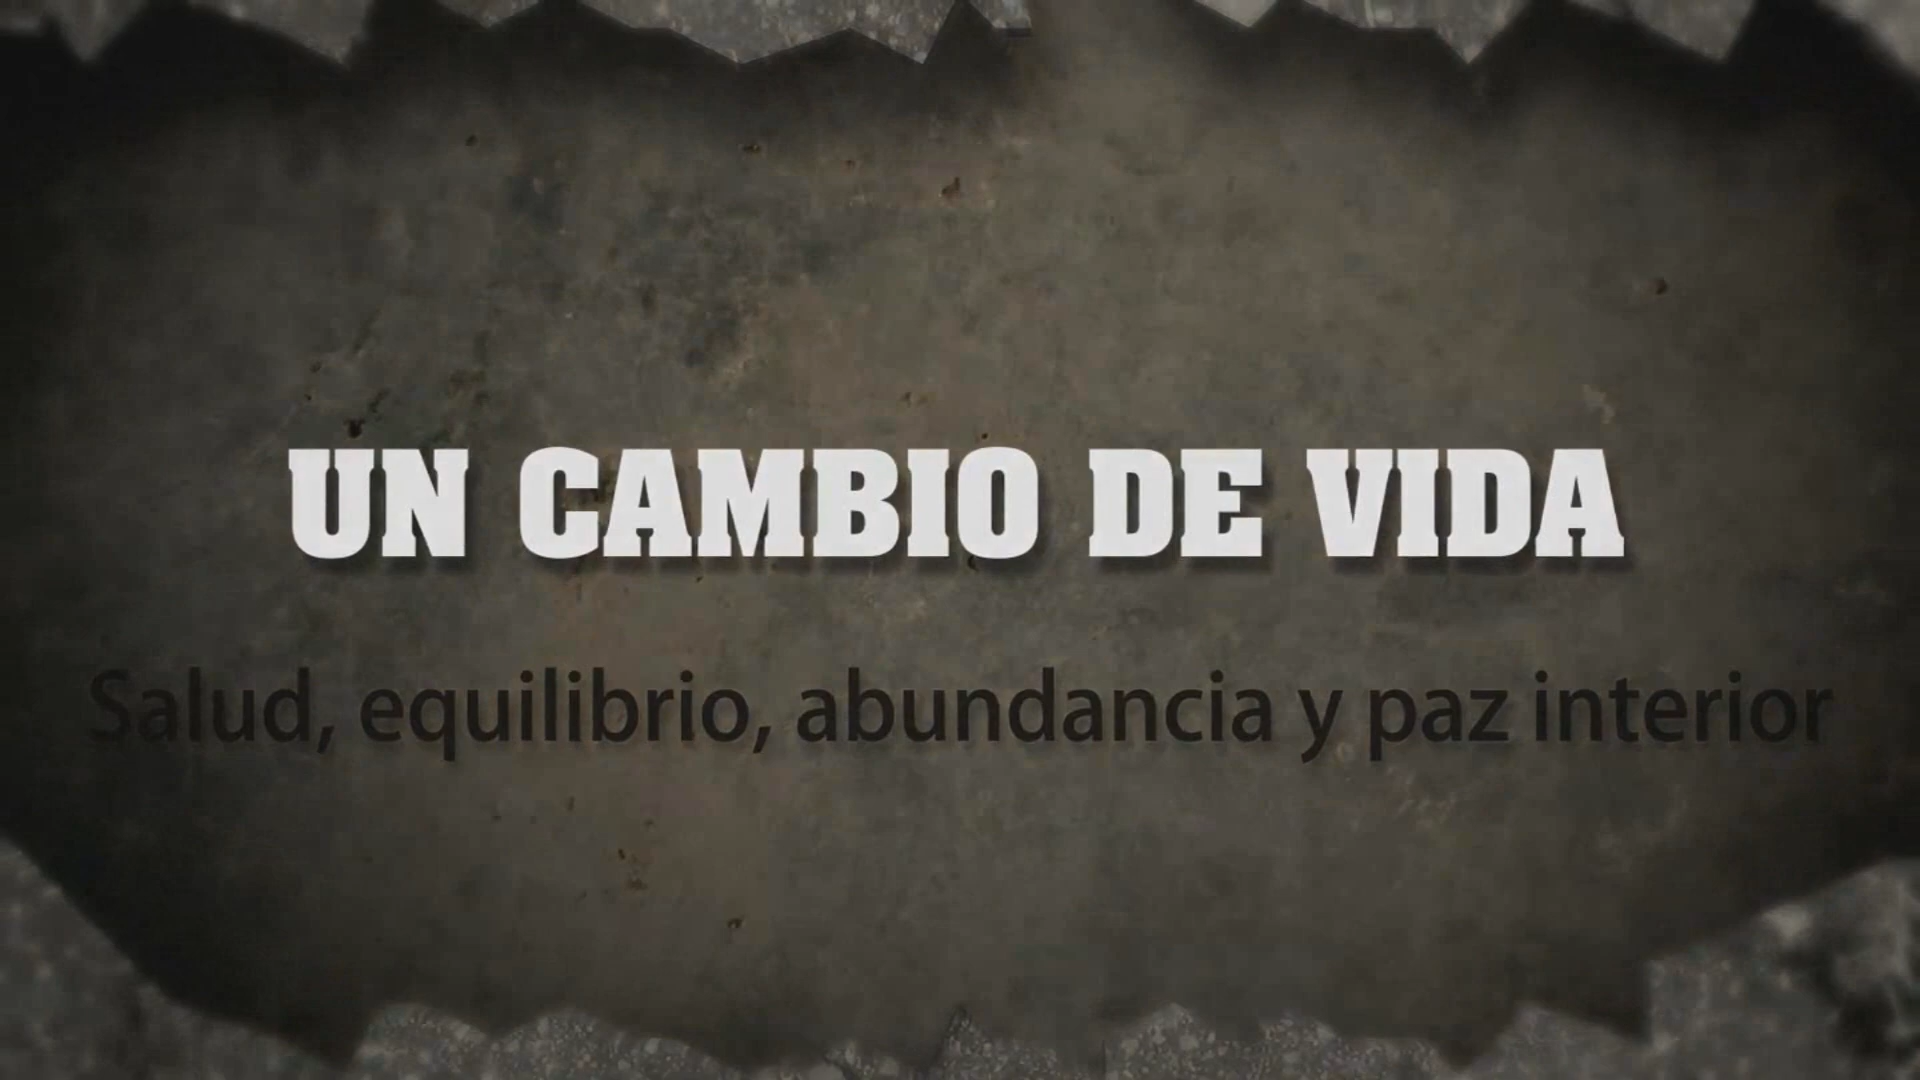 UN CAMBIO DE VIDA
Salud, equilibrio, abundancia y paz interior